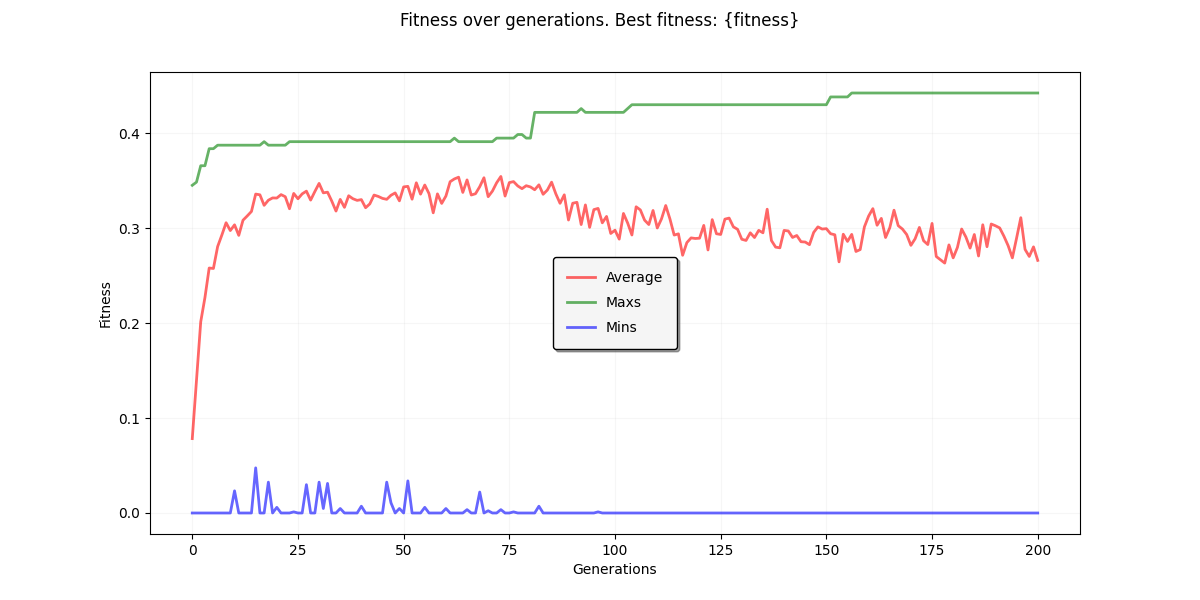 Fitness over generations. Best fitness: {fitness}
0.4
0.3
0.2
0.1
0.0
Fitness
Average
Maxs
Mins
0 25 50 75 100 125 150 175 200
Generations